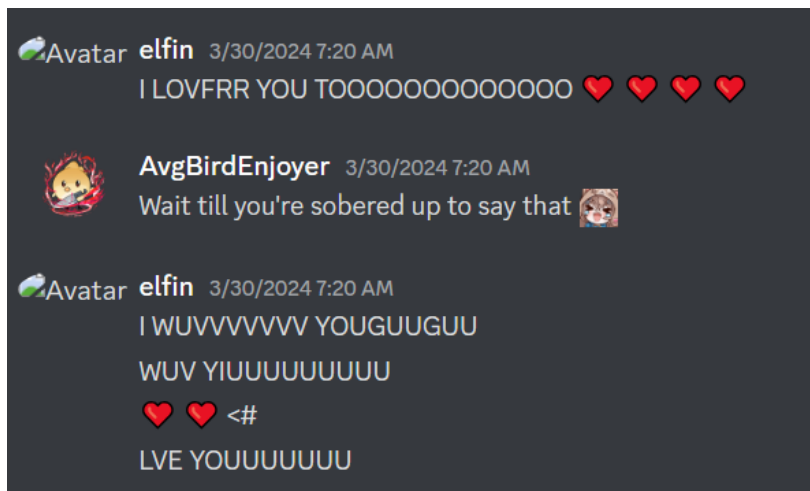 Avatar elfin 3/30/2024 7:20 AM
I LOVFRR YOU TOOOOOOOOOOOOO ❤️ ❤️ ❤️ ❤️
AvgBirdEnjoyer 3/30/2024 7:20 AM
Wait till you're sobered up to say that
Avatar elfin 3/30/2024 7:20 AM
I WUVVVVVVV YOUGUUGUU
WUV YIUUUUUUUUU
❤️ ❤️ <#
LVE YOUUUUUUU